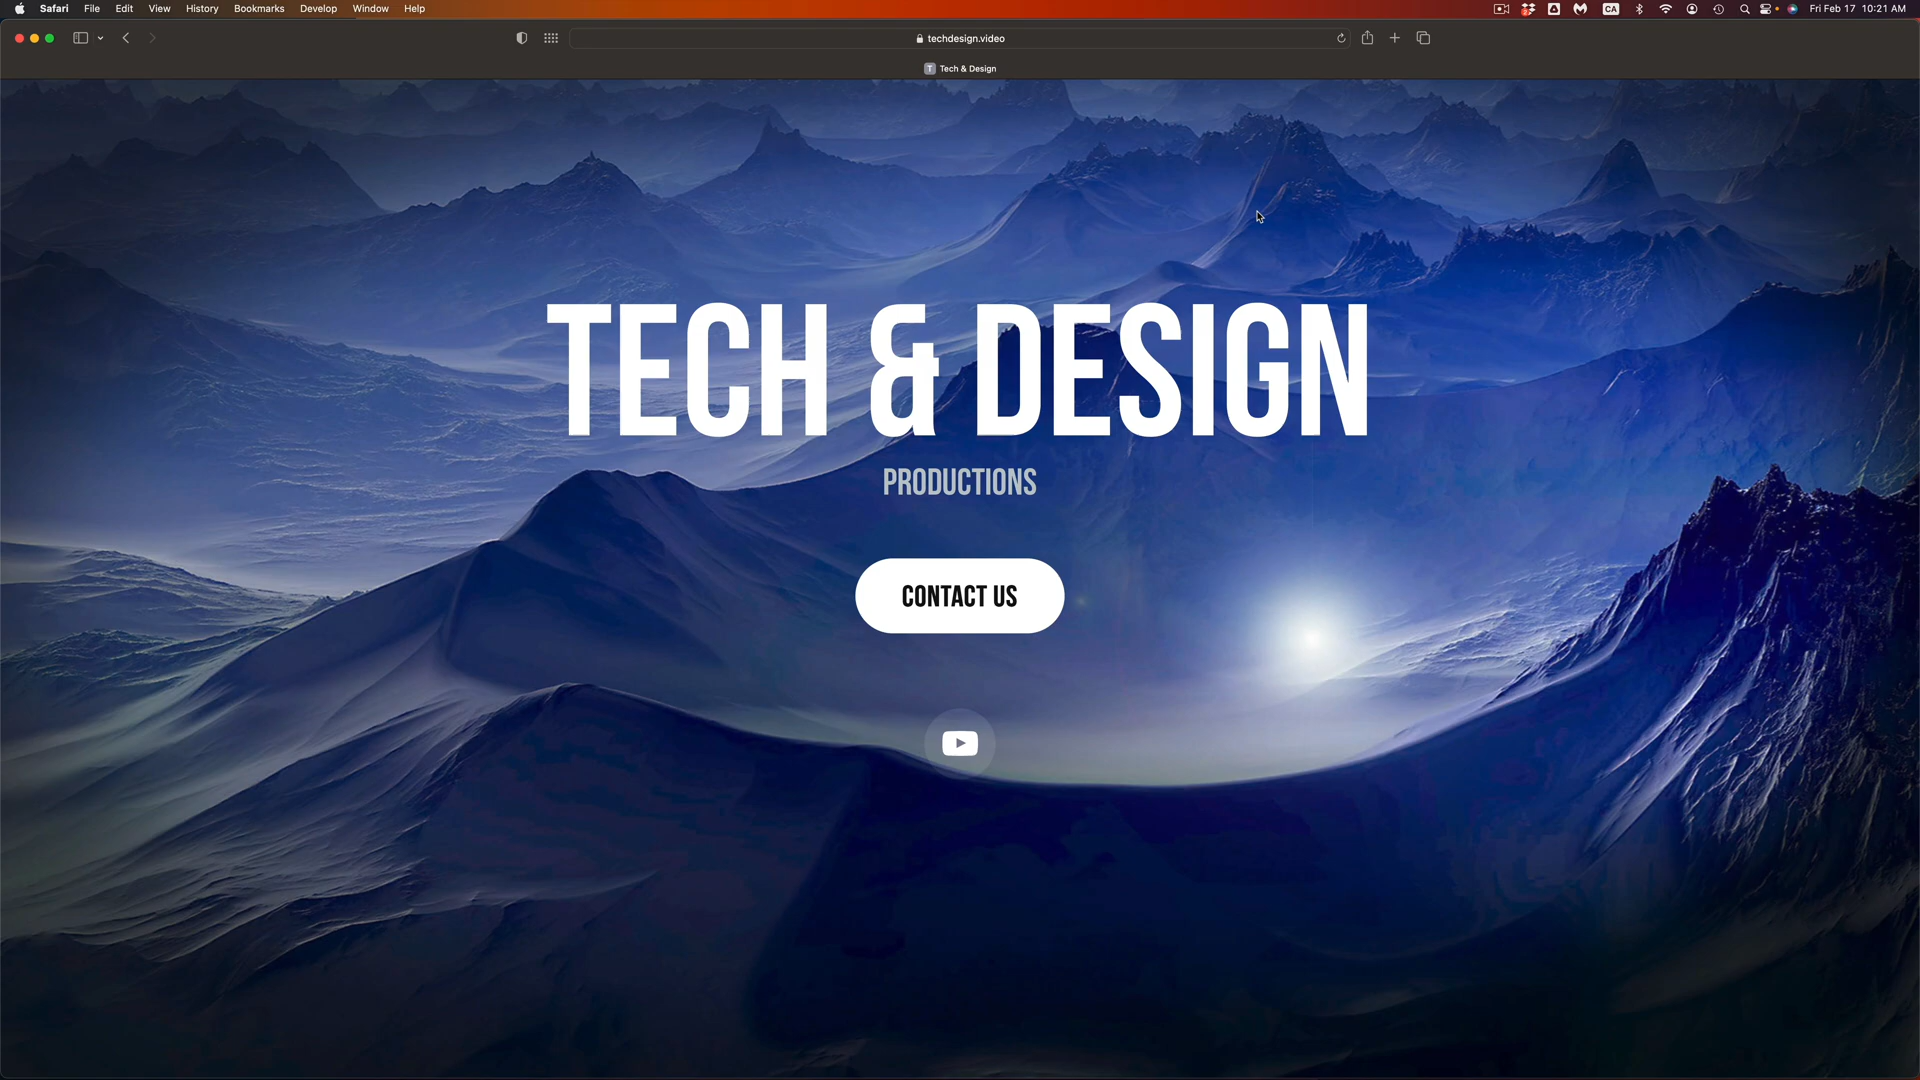 Safari File Edit View History Bookmarks Develop Window Help CA Fri Feb 17 10:21 AM
techdesign.video
T Tech & Design
TECH & DESIGN
PRODUCTIONS
CONTACT US